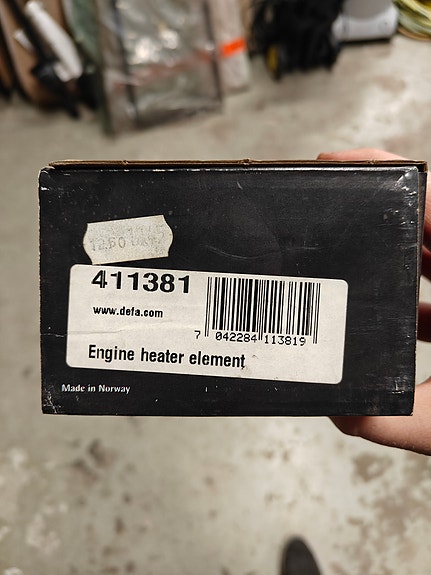 411381
www.defa.com
7 042284 113819
Engine heater element
Made in Norway